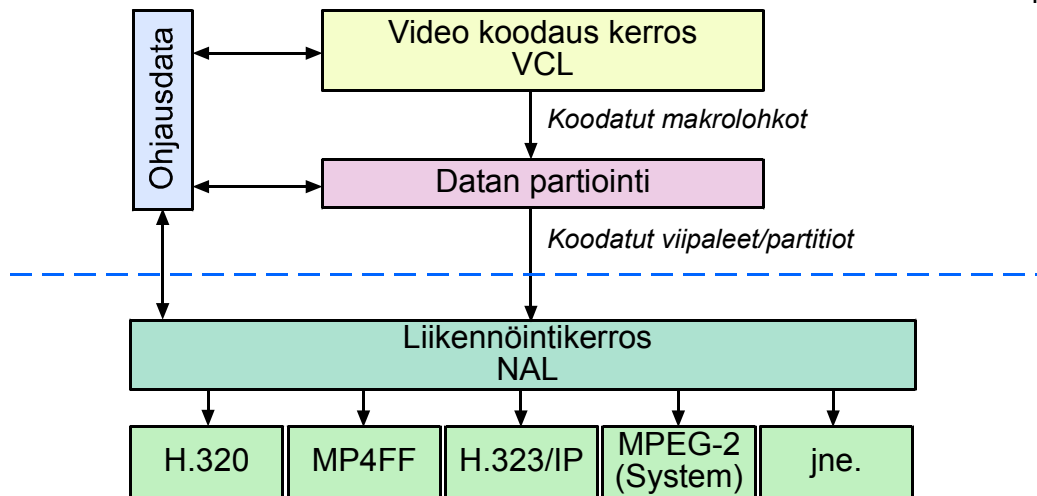 Video koodaus kerros
VCL
Ohjausdata
Koodatut makrolohkot
Datan partiointi
Koodatut viipaleet/partitiot
Liikennöintikerros
NAL
H.320
MP4FF
H.323/IP
MPEG-2
(System)
jne.